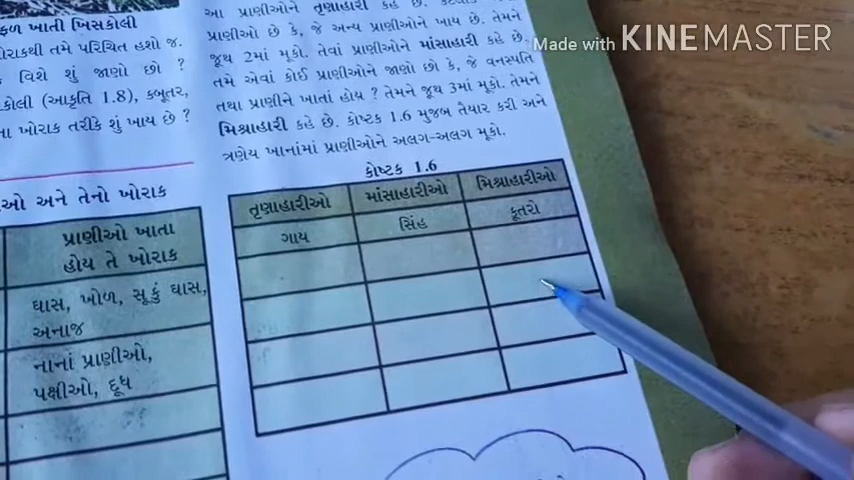 ફળ ખાતી ખિસકોલી
ોરાકથી તમે પરિચિત હશો જ.
વિશે શું જાણો છો ?
કોલી (આકૃતિ 1.8), કબૂતર,
ના ખોરાક તરીકે શું ખાય છે ?
ઓ અને તેનો ખોરાક
પ્રાણીઓ ખાતા
હોય તે ખોરાક
ઘાસ, ખોળ, સૂકું ઘાસ,
અનાજ
નાનાં પ્રાણીઓ,
પક્ષીઓ, દૂધ
આ પ્રાણીઓને તૃણાહારી કહે છે.
પ્રાણીઓ છે કે, જે અન્ય પ્રાણીઓને ખાય છે. તેમને
જૂથ 2માં મૂકો. તેવાં પ્રાણીઓને માંસાહારી કહે છે.
તમે એવાં કોઈ પ્રાણીઓને જાણો છો કે, જે વનસ્પતિ
તથા પ્રાણીને ખાતાં હોય ? તેમને જૂથ 3માં મૂકો. તેમને
મિશ્રાહારી કહે છે. કોષ્ટક 1.6 મુજબ તૈયાર કરી અને
ત્રણેય ખાનાંમાં પ્રાણીઓને અલગ-અલગ મૂકો.
કોષ્ટક 1.6
તૃણાહારીઓ માંસાહારીઓ મિશ્રાહારીઓ
ગાય સિંહ કૂતરો
Made with KINEMASTER